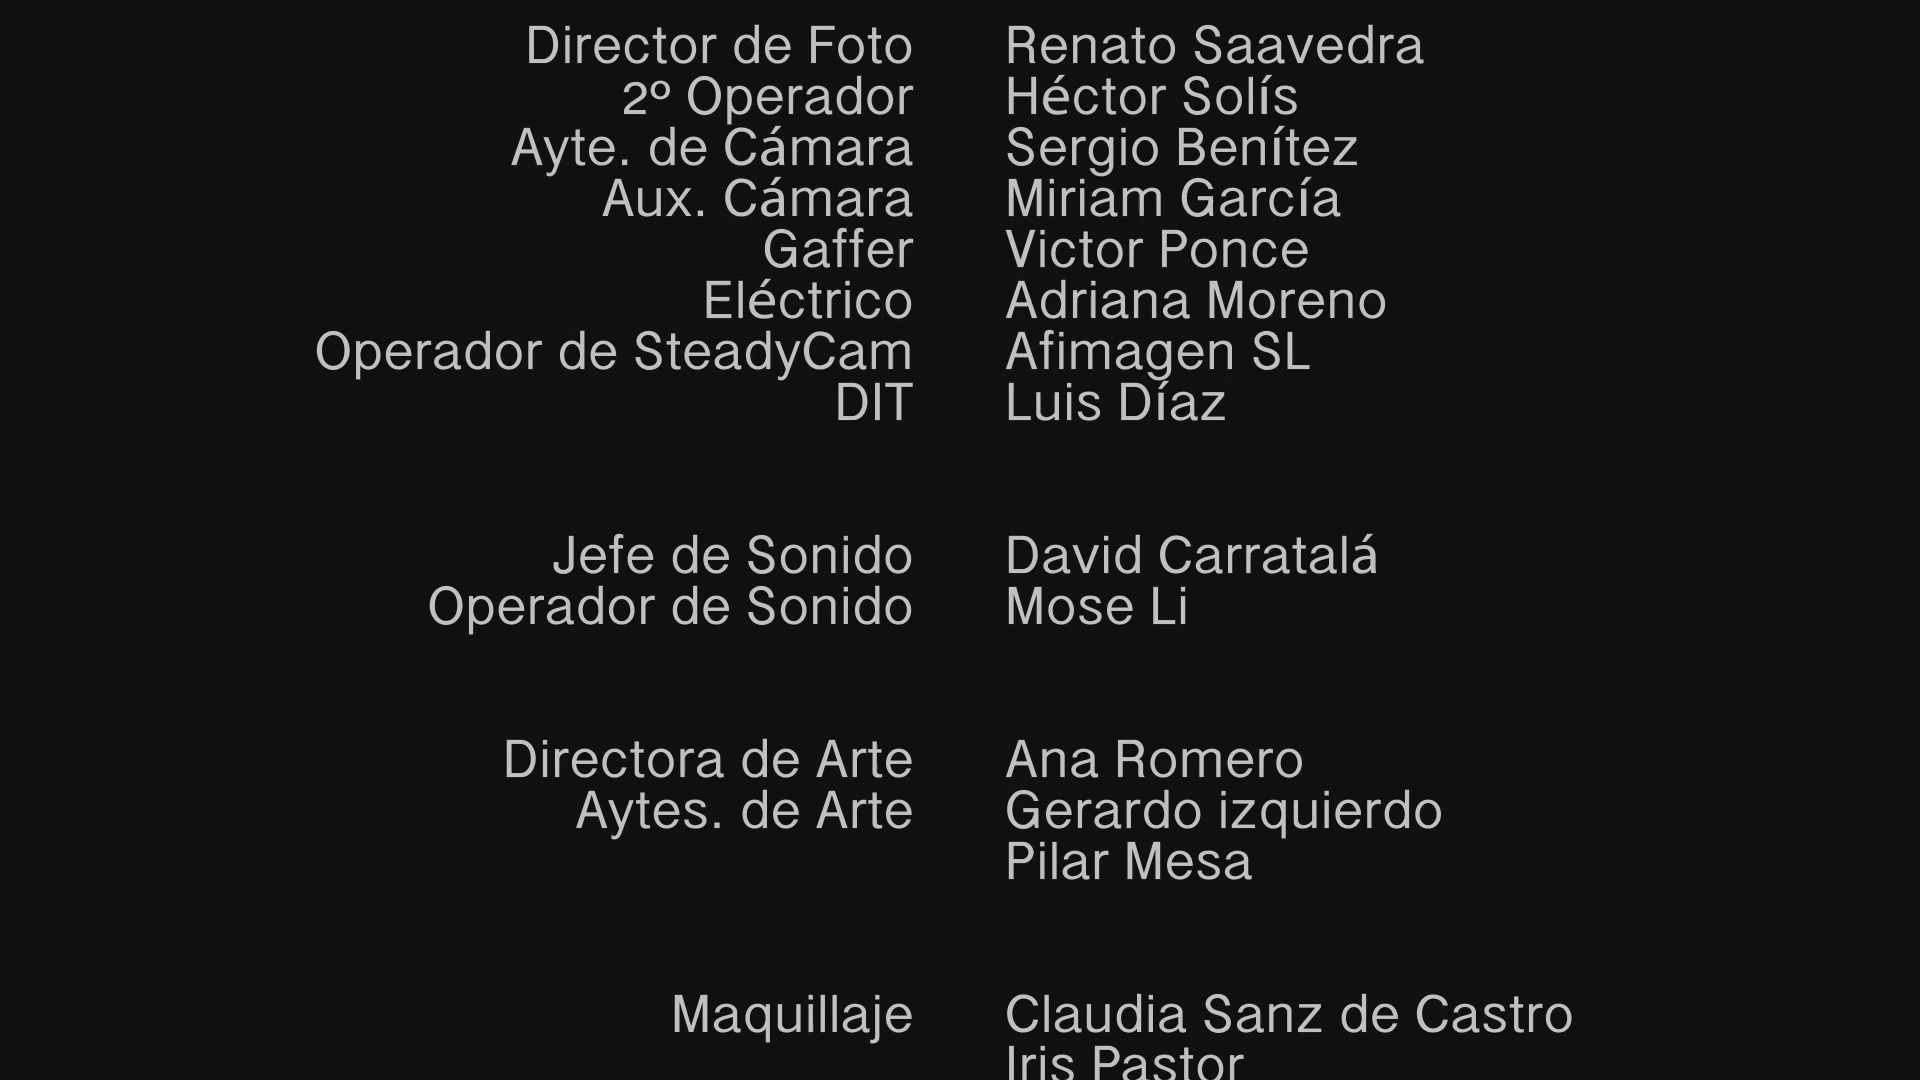 Director de Foto Renato Saavedra
2º Operador Héctor Solís
Ayte. de Cámara Sergio Benítez
Aux. Cámara Miriam García
Gaffer Victor Ponce
Eléctrico Adriana Moreno
Operador de SteadyCam Afimagen SL
DIT Luis Díaz
Jefe de Sonido David Carratalá
Operador de Sonido Mose Li
Directora de Arte Ana Romero
Aytes. de Arte Gerardo izquierdo
Pilar Mesa
Maquillaje Claudia Sanz de Castro
Iris Pastor